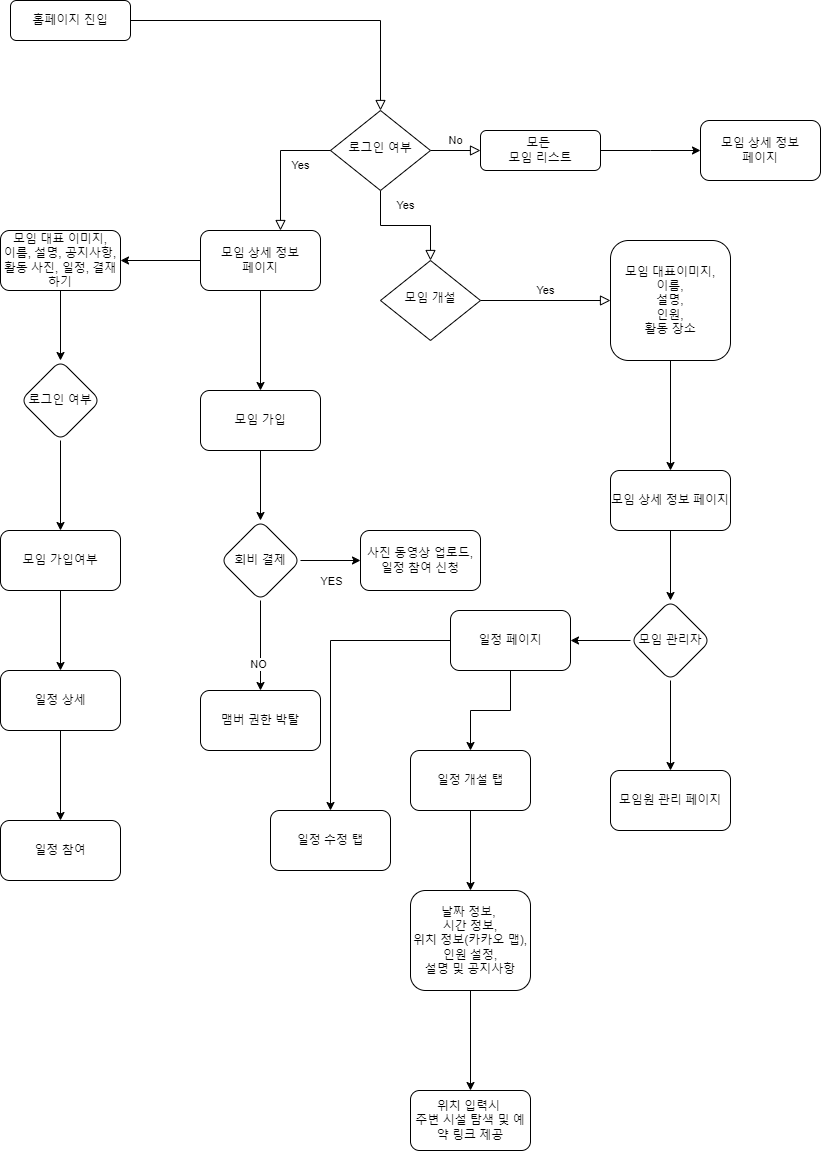 홈페이지 진입
로그인 여부
No
모든
모임 리스트
모임 상세 정보
페이지
Yes
Yes
모임 대표 이미지,
이름, 설명, 공지사항,
활동 사진, 일정, 결재
하기
모임 상세 정보
페이지
모임 개설
Yes
모임 대표이미지,
이름,
설명,
인원,
활동 장소
로그인 여부
모임 가입
모임 상세 정보 페이지
모임 가입여부
회비 결제
YES
사진 동영상 업로드,
일정 참여 신청
일정 페이지
모임 관리자
NO
일정 상세
맴버 권한 박탈
일정 개설 탭
모임원 관리 페이지
일정 수정 탭
일정 참여
날짜 정보,
시간 정보,
위치 정보(카카오 맵),
인원 설정,
설명 및 공지사항
위치 입력시
주변 시설 탐색 및 예
약 링크 제공